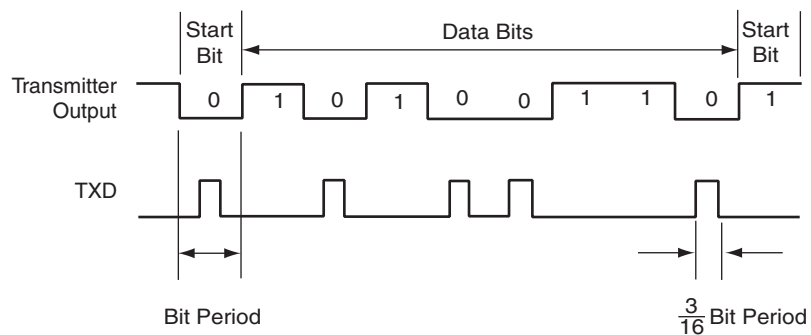 Start Bit
Data Bits
Start Bit
Transmitter Output
0 1 0 1 0 0 1 1 0 1
TXD
Bit Period
3/16 Bit Period